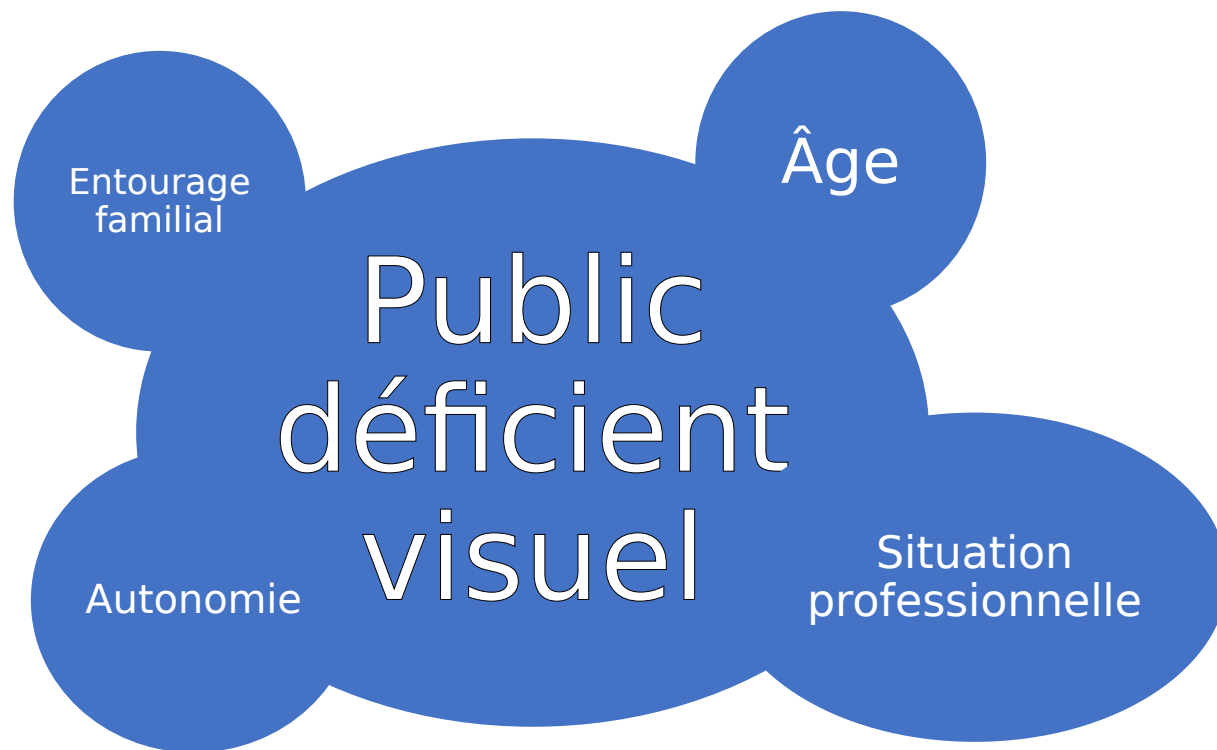 Entourage
familial
Âge
Public
déficient
visuel
Autonomie
Situation
professionnelle